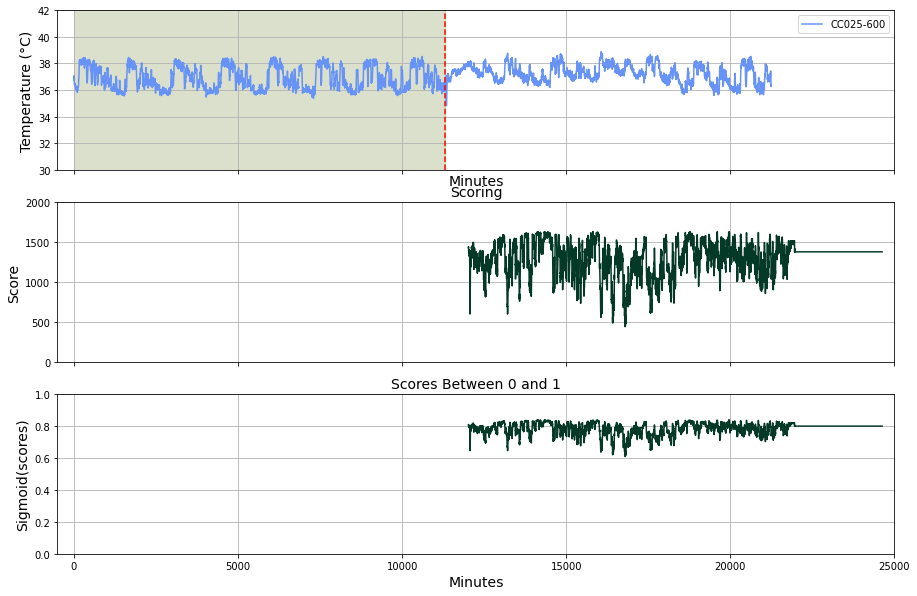 42
40
38
36
34
32
30
Temperature (°C)
CC025-600
Minutes
Scoring
2000
1500
1000
500
0
Score
Scores Between 0 and 1
1.0
0.8
0.6
0.4
0.2
0.0
Sigmoid(scores)
0 5000 10000 15000 20000 25000
Minutes